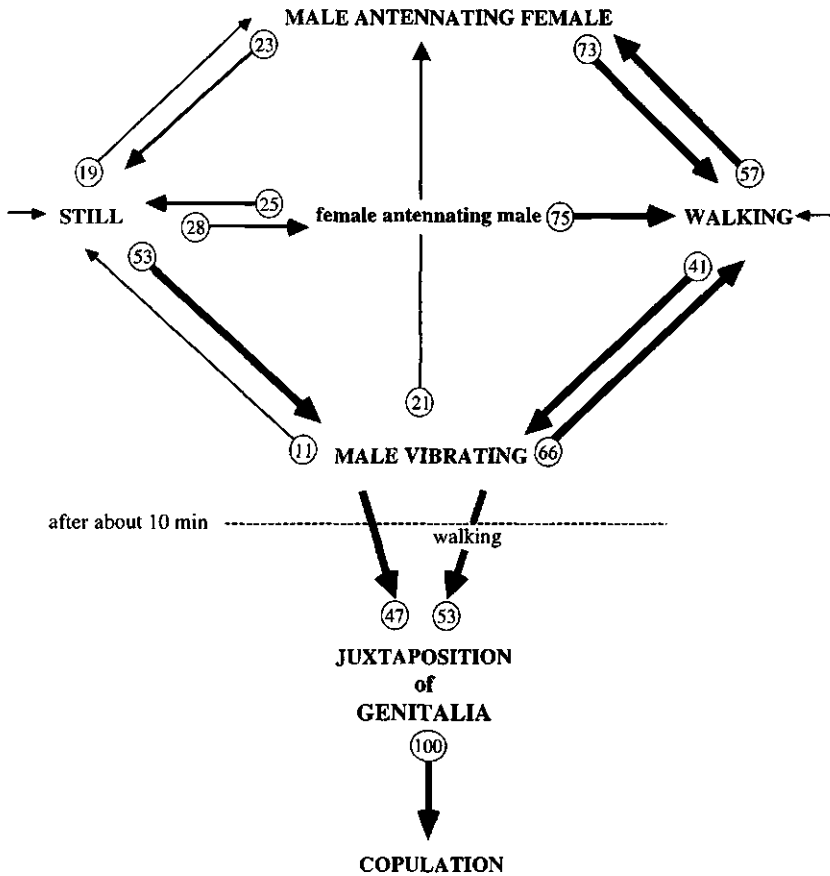 MALE ANTENNATING FEMALE
23
73
19
57
25
STILL
28
female antennating male
75
WALKING
53
41
21
11
MALE VIBRATING
66
after about 10 min
walking
47
53
JUXTAPOSITION
of
GENITALIA
100
COPULATION